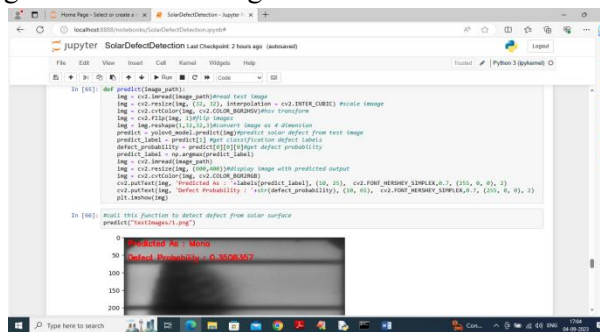 Home Page - Select or create a n
SolarDefectDetection - Jupyter N
localhost:8888/notebooks/SolarDefectDetection.ipynb#
jupyter SolarDefectDetection Last Checkpoint: 2 hours ago (autosaved)
Logout
File Edit View Insert Cell Kernel Widgets Help
Trusted Python 3 (ipykernel)
Run Code
In [65]: def predict(image_path):
img = cv2.imread(image_path)#read test image
img = cv2.resize(img, (32, 32), interpolation = cv2.INTER_CUBIC) #scale image
img = cv2.cvtColor(img, cv2.COLOR_BGR2HSV)#hsv transform
img = cv2.flip(img, 1)#flip images
img = img.reshape(1,32,32,3)#convert image as 4 dimension
predict = yolov6_model.predict(img)#predict solar defect from test image
predict_label = predict[1] #get classification defect labels
defect_probability = predict[0][0][0]#get defect probability
predict_label = np.argmax(predict_label)
img = cv2.imread(image_path)
img = cv2.resize(img, (600,400))#display image with predicted output
img = cv2.cvtColor(img, cv2.COLOR_BGR2RGB)
cv2.putText(img, 'Predicted As : '+labels[predict_label], (10, 25), cv2.FONT_HERSHEY_SIMPLEX,0.7, (255, 0, 0), 2)
cv2.putText(img, 'Defect Probability : '+str(defect_probability), (10, 65), cv2.FONT_HERSHEY_SIMPLEX,0.7, (255, 0, 0), 2)
plt.imshow(img)
In [66]: #call this function to detect defect from solar surface
predict("testImages/1.png")
0
Predicted As : Mono
50
Defect Probability : 0.3508357
100
150
200
Type here to search
Con...
ENG
17:04
04-09-2023